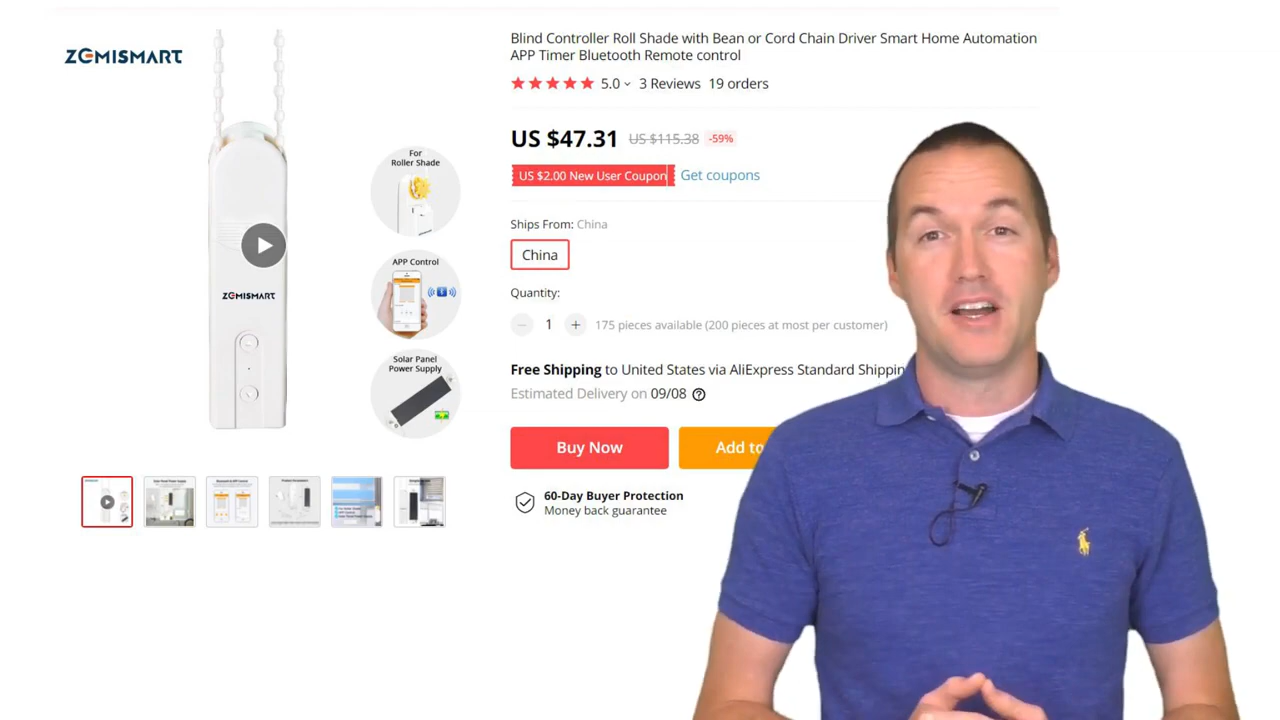 ZEMISMART
Blind Controller Roll Shade with Bean or Cord Chain Driver Smart Home Automation
APP Timer Bluetooth Remote control
5.0 3 Reviews 19 orders
US $47.31 US $115.38 -59%
US $2.00 New User Coupon Get coupons
Ships From: China
China
Quantity:
1 175 pieces available (200 pieces at most per customer)
Free Shipping to United States via AliExpress Standard Shippin
Estimated Delivery on 09/08
Buy Now Add to
60-Day Buyer Protection
Money back guarantee
For
Roller Shade
APP Control
ZEMISMART
Solar Panel
Power Supply